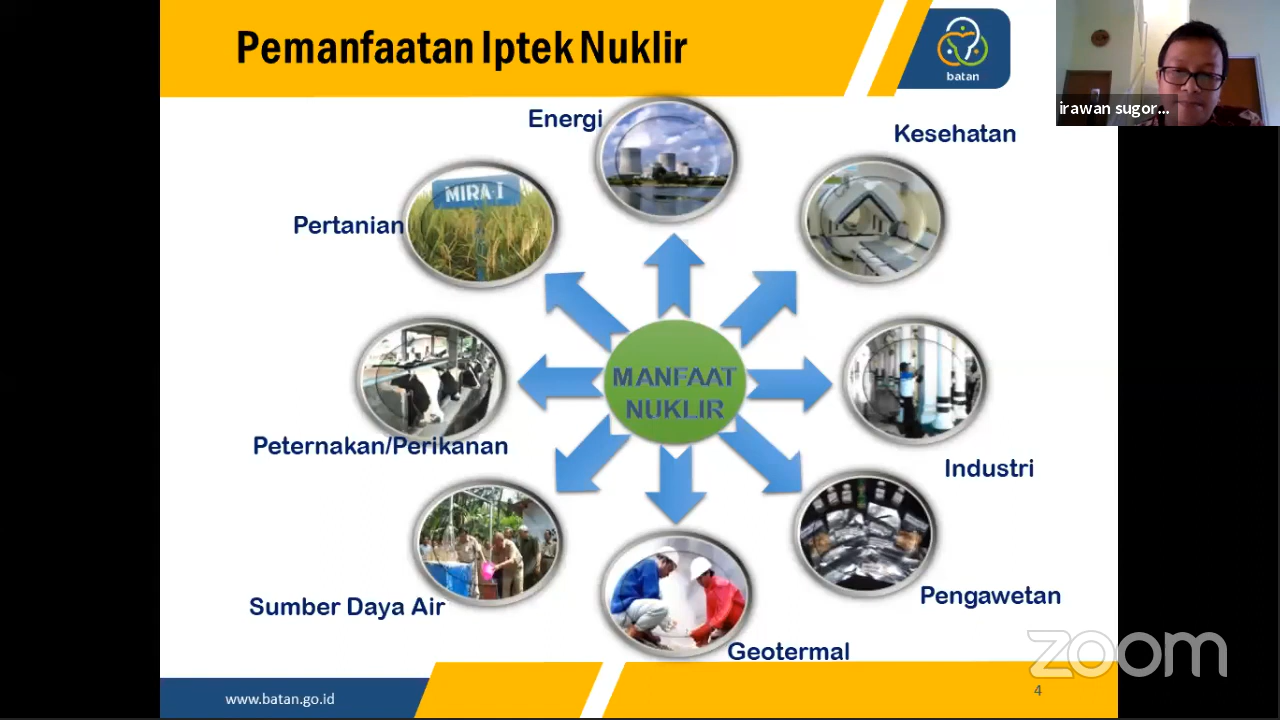 Pemanfaatan Iptek Nuklir
batan
irawan sugor...
Energi
Kesehatan
MIRA-I
Pertanian
MANFAAT
NUKLIR
Peternakan/Perikanan
Industri
Sumber Daya Air
Pengawetan
Geotermal
zoom
www.batan.go.id
4